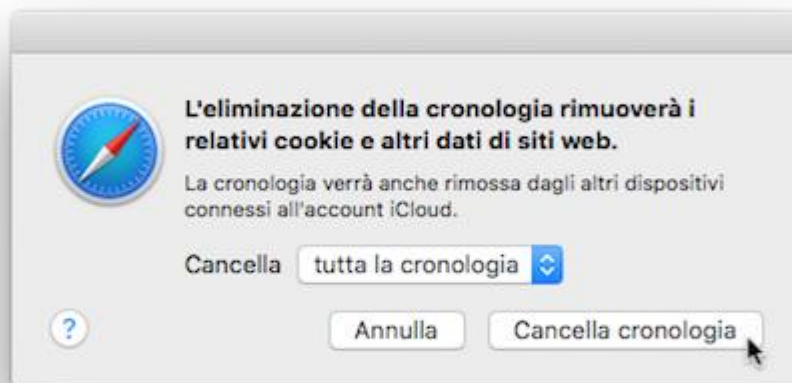 L'eliminazione della cronologia rimuoverà i
relativi cookie e altri dati di siti web.
La cronologia verrà anche rimossa dagli altri dispositivi
connessi all'account iCloud.
Cancella tutta la cronologia
? Annulla Cancella cronologia